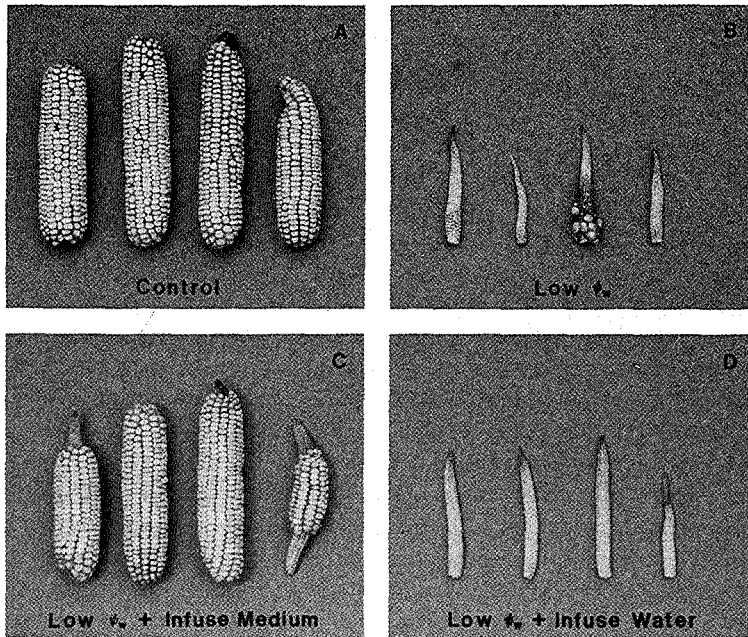 A
Control
B
Low ψw
C
Low ψw + Infuse Medium
D
Low ψw + Infuse Water